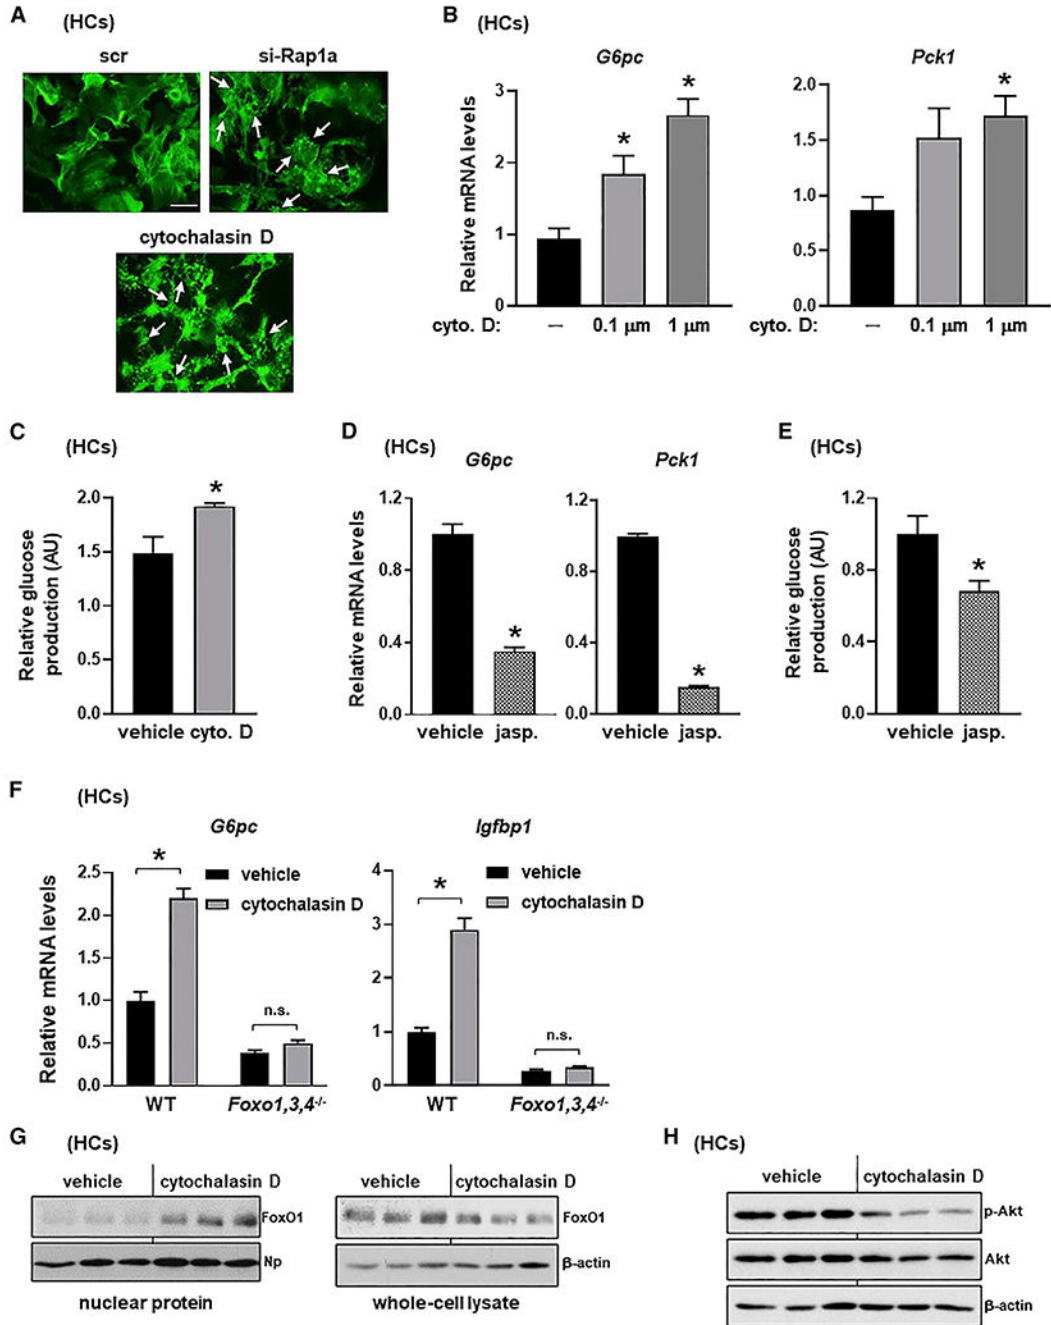 A (HCs)
scr si-Rap1a
cytochalasin D
B (HCs)
G6pc Pck1
Relative mRNA levels
3
2
1
0
2.0
1.5
1.0
0.5
0.0
* * *
cyto. D: — 0.1 μm 1 μm cyto. D: — 0.1 μm 1 μm
C (HCs)
Relative glucose
production (AU)
2.0
1.5
1.0
0.5
0.0
*
vehicle cyto. D
D (HCs)
G6pc Pck1
Relative mRNA levels
1.2
0.8
0.4
0.0
*
vehicle jasp.
1.2
0.8
0.4
0.0
*
vehicle jasp.
E (HCs)
Relative glucose
production (AU)
1.2
0.8
0.4
0.0
*
vehicle jasp.
F (HCs)
G6pc Igfbp1
Relative mRNA levels
2.5
2.0
1.5
1.0
0.5
0.0
*
vehicle
cytochalasin D
n.s.
WT Foxo1,3,4-/-
4
3
2
1
0
*
vehicle
cytochalasin D
n.s.
WT Foxo1,3,4-/-
G (HCs)
vehicle cytochalasin D
FoxO1
Np
nuclear protein
vehicle cytochalasin D
FoxO1
β-actin
whole-cell lysate
H (HCs)
vehicle cytochalasin D
p-Akt
Akt
β-actin